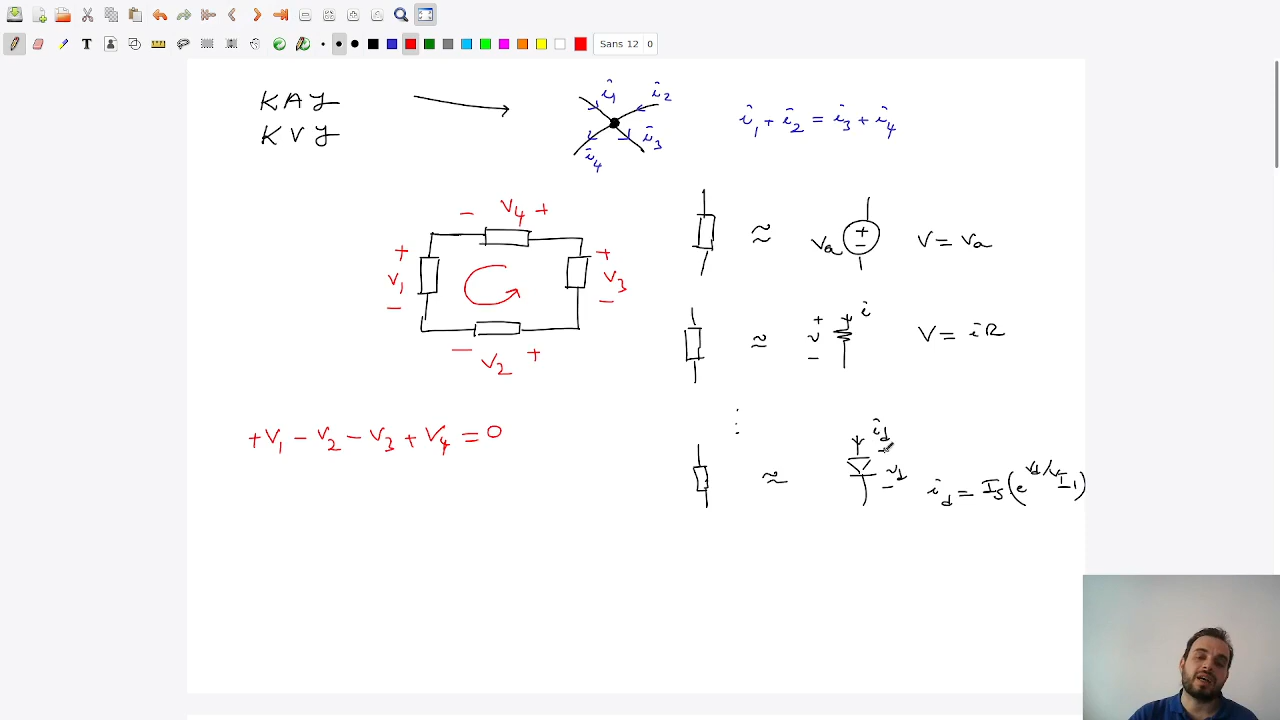 Sans 12 0
KAY
KVY
i1 i2
i3
i4
i1 + i2 = i3 + i4
− V4 +
+ V1 −
+ V3 −
− V2 +
+V1 − V2 − V3 + V4 = 0
≈ Va + − V = Va
≈ + v − i V = iR
⋮
≈ id + vd − id = Is(e^(vd/vT) − 1)